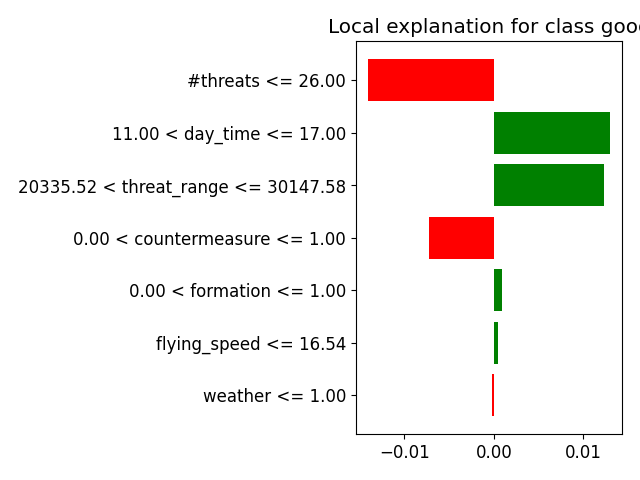 Local explanation for class goo
#threats <= 26.00
11.00 < day_time <= 17.00
20335.52 < threat_range <= 30147.58
0.00 < countermeasure <= 1.00
0.00 < formation <= 1.00
flying_speed <= 16.54
weather <= 1.00
−0.01 0.00 0.01